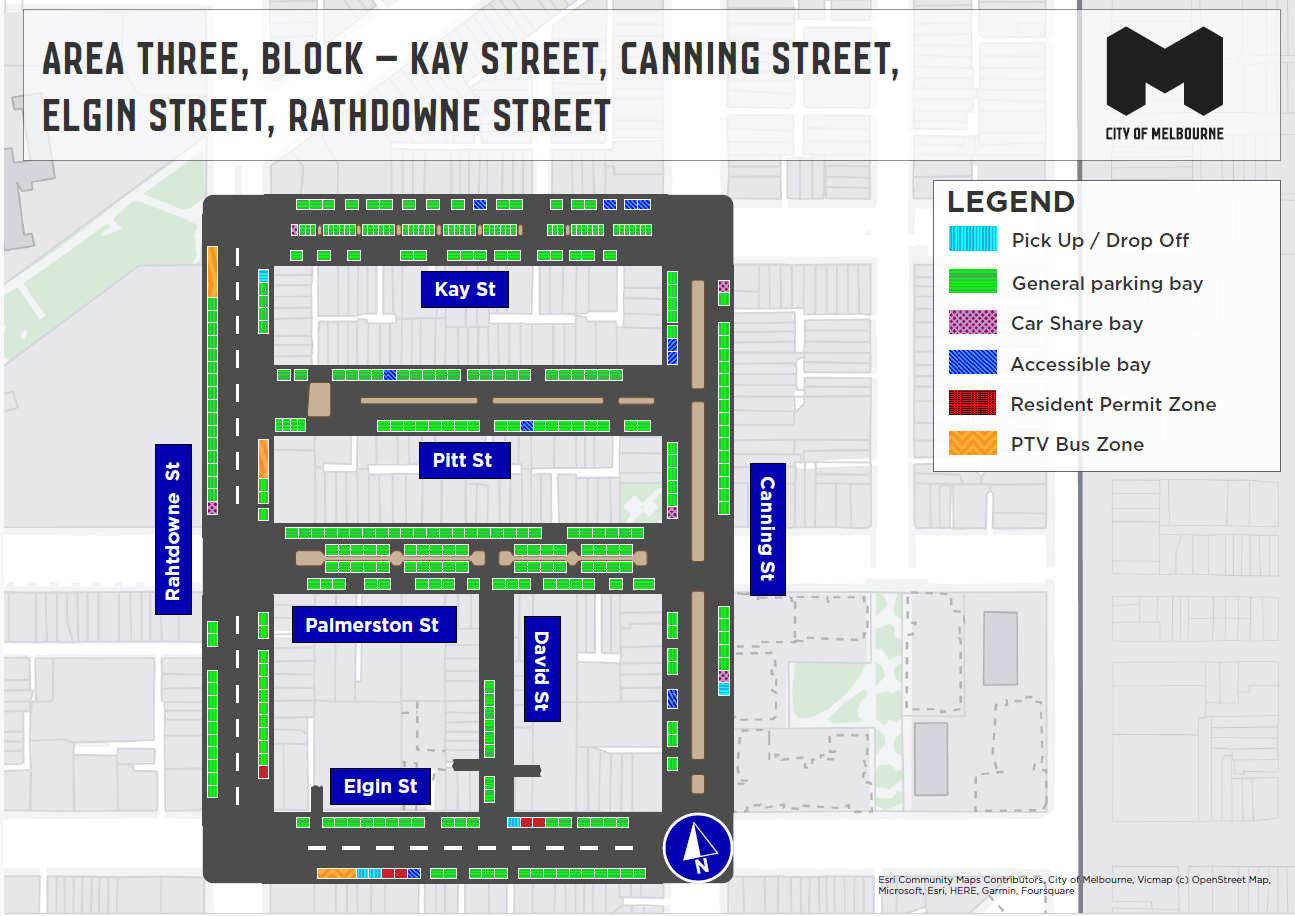 AREA THREE, BLOCK – KAY STREET, CANNING STREET,
ELGIN STREET, RATHDOWNE STREET
CITY OF MELBOURNE
LEGEND
Pick Up / Drop Off
General parking bay
Car Share bay
Accessible bay
Resident Permit Zone
PTV Bus Zone
Kay St
Pitt St
Rahtdowne St
Canning St
Palmerston St
David St
Elgin St
N
Esri Community Maps Contributors, City of Melbourne, Vicmap (c) OpenStreet Map,
Microsoft, Esri, HERE, Garmin, Foursquare